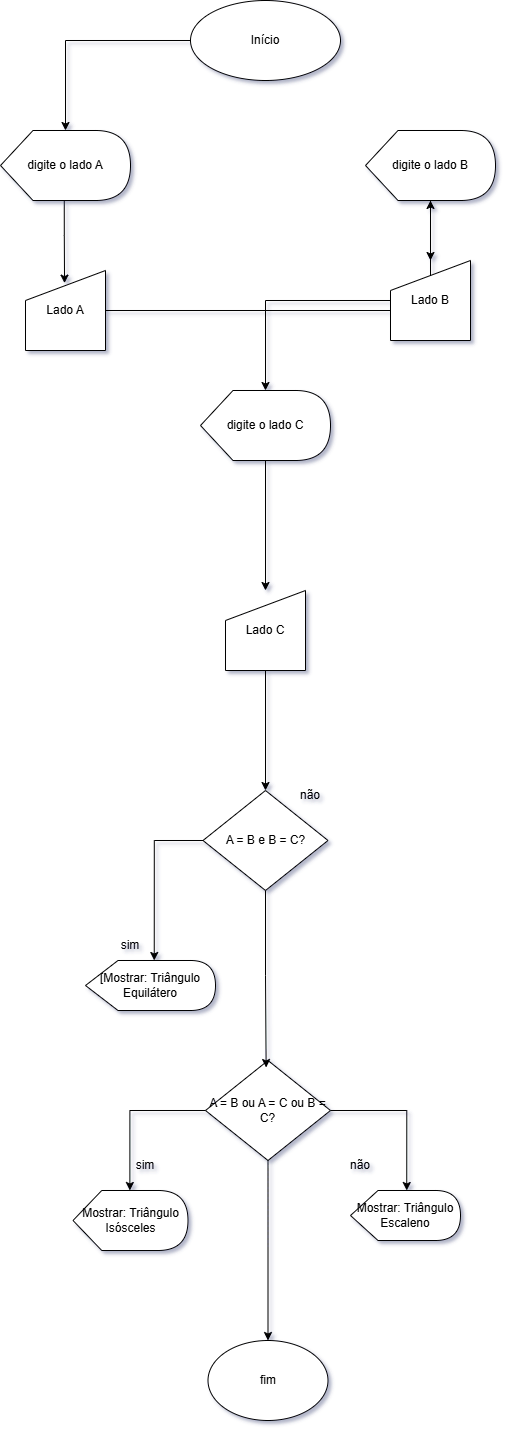 Início
digite o lado A
digite o lado B
Lado A
Lado B
digite o lado C
Lado C
não
A = B e B = C?
sim
[Mostrar: Triângulo
Equilátero
A = B ou A = C ou B =
C?
sim
não
Mostrar: Triângulo
Isósceles
Mostrar: Triângulo
Escaleno
fim